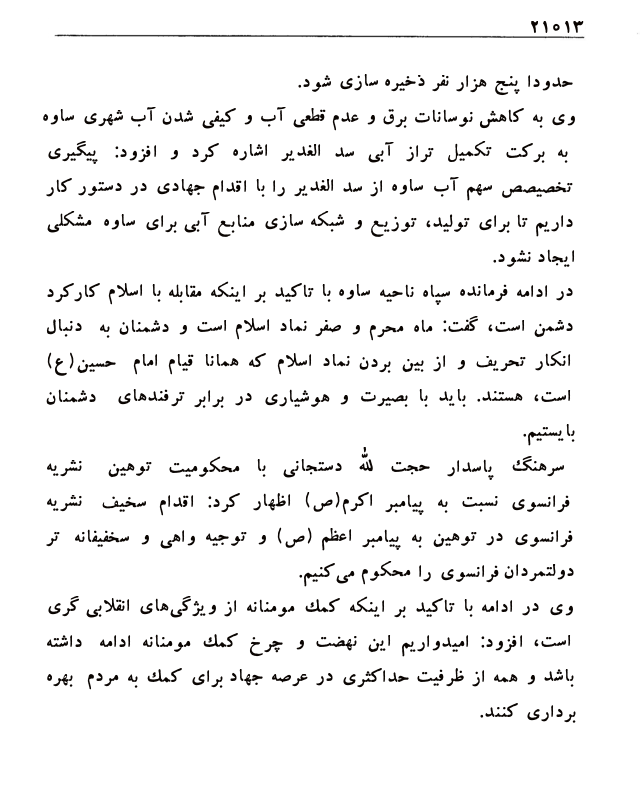 ۲۱۰۱۳
حدودا پنج هزار نفر ذخیره سازی شود.
وی به کاهش نوسانات برق و عدم قطعی آب و کیفی شدن آب شهری ساوه
به برکت تکمیل تراز آبی سد الغدیر اشاره کرد و افزود: پیگیری
تخصیصص سهم آب ساوه از سد الغدیر را با اقدام جهادی در دستور کار
داریم تا برای تولید، توزیع و شبکه سازی منابع آبی برای ساوه مشکلی
ایجاد نشود.
در ادامه فرمانده سپاه ناحیه ساوه با تاکید بر اینکه مقابله با اسلام کارکرد
دشمن است، گفت: ماه محرم و صفر نماد اسلام است و دشمنان به دنبال
انکار تحریف و از بین بردن نماد اسلام که همانا قیام امام حسین(ع)
است، هستند. باید با بصیرت و هوشیاری در برابر ترفندهای دشمنان
بایستیم.
سرهنگ پاسدار حجت لله دستجانی با محکومیت توهین نشریه
فرانسوی نسبت به پیامبر اکرم(ص) اظهار کرد: اقدام سخیف نشریه
فرانسوی در توهین به پیامبر اعظم (ص) و توجیه واهی و سخفیفانه تر
دولتمردان فرانسوی را محکوم می‌کنیم.
وی در ادامه با تاکید بر اینکه کمک مومنانه از ویژگی‌های انقلابی گری
است، افزود: امیدواریم این نهضت و چرخ کمک مومنانه ادامه داشته
باشد و همه از ظرفیت حداکثری در عرصه جهاد برای کمک به مردم بهره
برداری کنند.